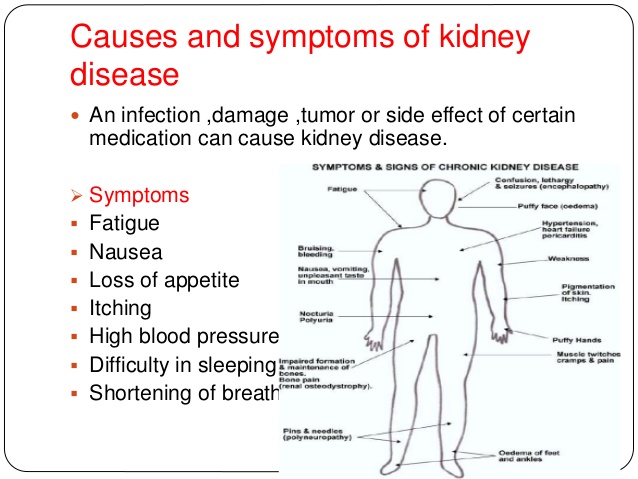 Causes and symptoms of kidney
disease
An infection ,damage ,tumor or side effect of certain
medication can cause kidney disease.
Symptoms
Fatigue
Nausea
Loss of appetite
Itching
High blood pressure
Difficulty in sleeping
Shortening of breath
SYMPTOMS & SIGNS OF CHRONIC KIDNEY DISEASE
Fatigue
Confusion, lethargy
& seizures (encephalopathy)
Puffy face (oedema)
Hypertension,
heart failure
pericarditis
Bruising,
bleeding
Weakness
Nausea, vomiting,
unpleasant taste
in mouth
Pigmentation
of skin.
Itching
Nocturia
Polyuria
Puffy Hands
Muscle twitches
cramps & pain
Impaired formation
& maintenance of
bones.
Bone pain
(renal osteodystrophy).
Pins & needles
(polyneuropathy)
Oedema of feet
and ankles